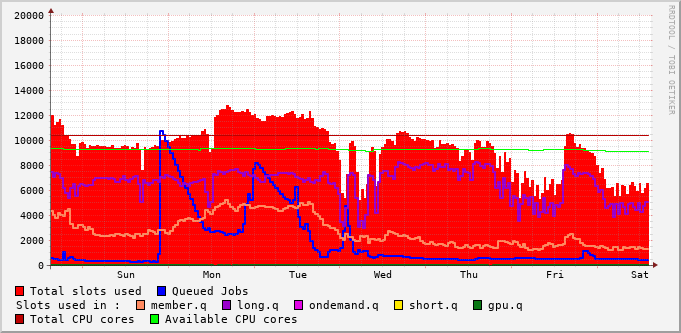 RRDTOOL / TOBI OETIKER
20000
18000
16000
14000
12000
10000
8000
6000
4000
2000
0
Sun Mon Tue Wed Thu Fri Sat
Total slots used Queued Jobs
Slots used in : member.q long.q ondemand.q short.q gpu.q
Total CPU cores Available CPU cores